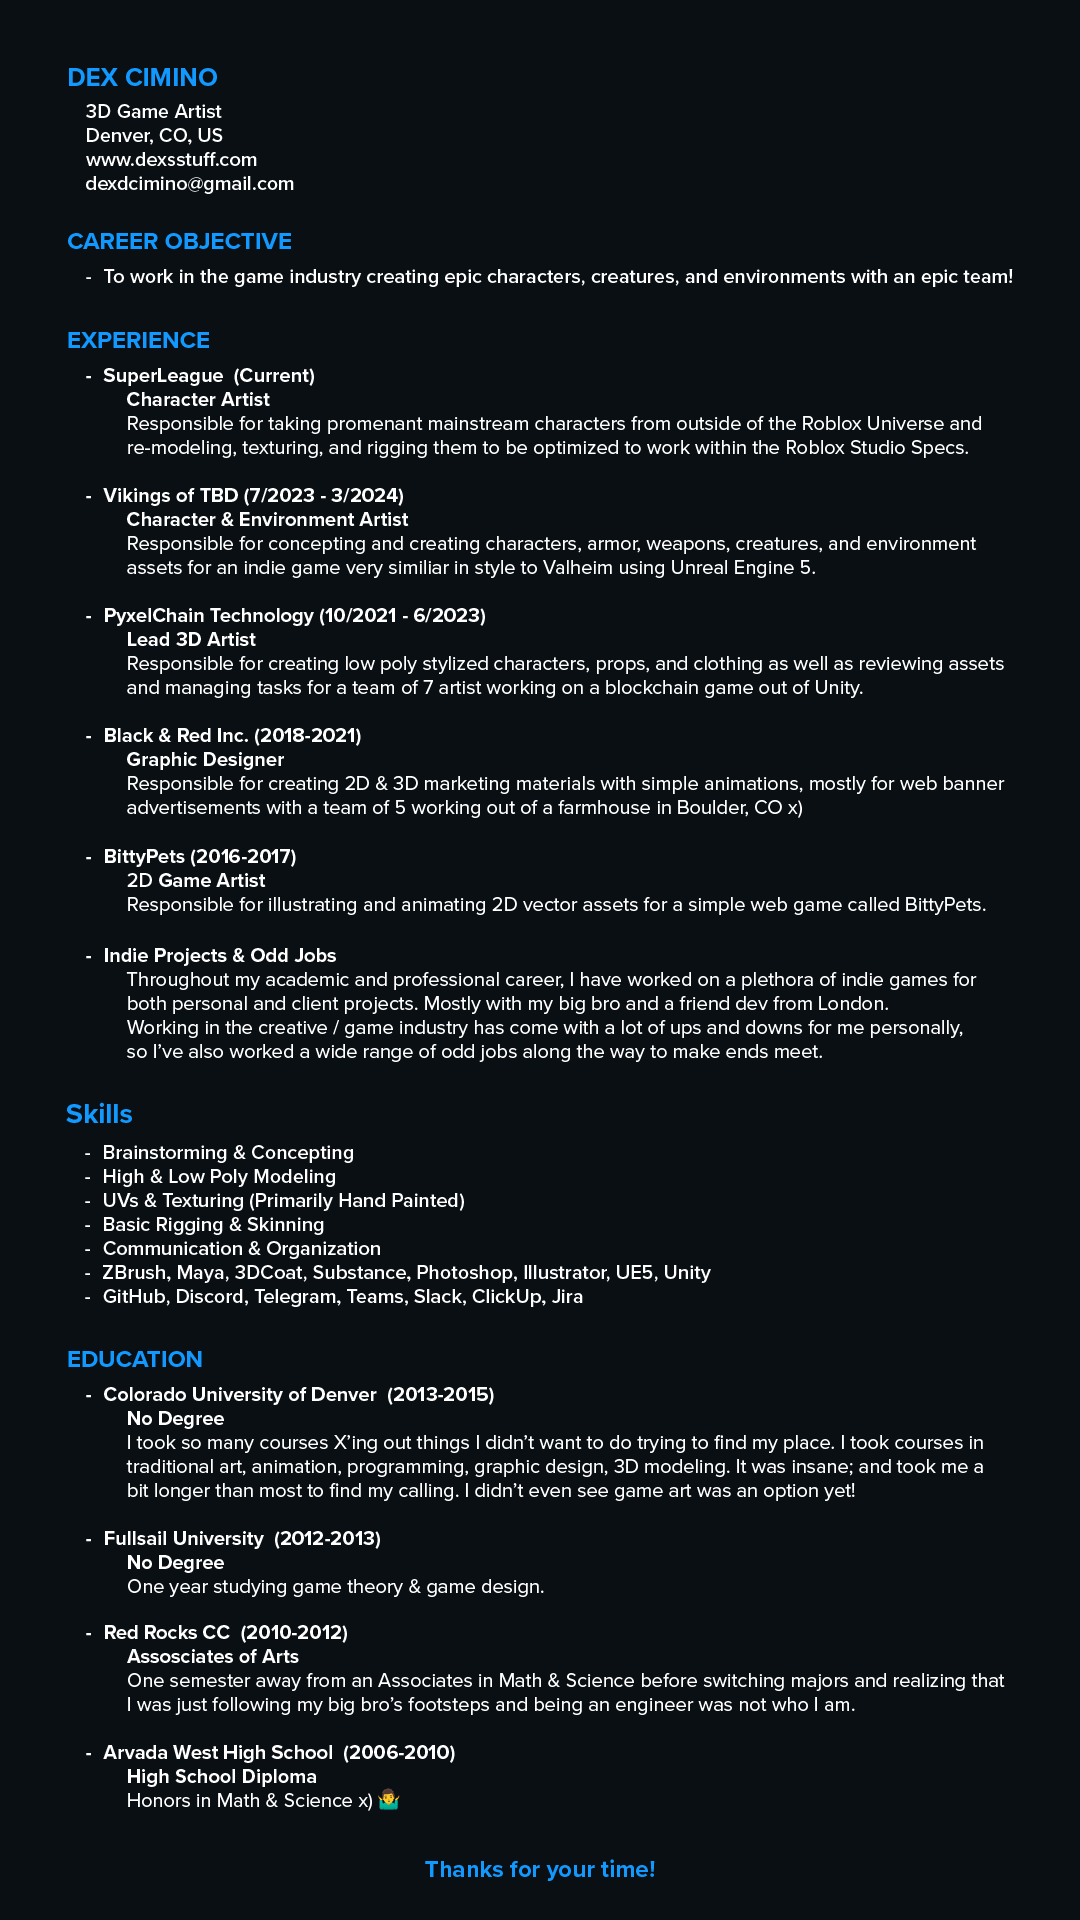 DEX CIMINO
3D Game Artist
Denver, CO, US
www.dexsstuff.com
dexdcimino@gmail.com
CAREER OBJECTIVE
- To work in the game industry creating epic characters, creatures, and environments with an epic team!
EXPERIENCE
- SuperLeague (Current)
Character Artist
Responsible for taking promenant mainstream characters from outside of the Roblox Universe and
re-modeling, texturing, and rigging them to be optimized to work within the Roblox Studio Specs.
- Vikings of TBD (7/2023 - 3/2024)
Character & Environment Artist
Responsible for concepting and creating characters, armor, weapons, creatures, and environment
assets for an indie game very similiar in style to Valheim using Unreal Engine 5.
- PyxelChain Technology (10/2021 - 6/2023)
Lead 3D Artist
Responsible for creating low poly stylized characters, props, and clothing as well as reviewing assets
and managing tasks for a team of 7 artist working on a blockchain game out of Unity.
- Black & Red Inc. (2018-2021)
Graphic Designer
Responsible for creating 2D & 3D marketing materials with simple animations, mostly for web banner
advertisements with a team of 5 working out of a farmhouse in Boulder, CO x)
- BittyPets (2016-2017)
2D Game Artist
Responsible for illustrating and animating 2D vector assets for a simple web game called BittyPets.
- Indie Projects & Odd Jobs
Throughout my academic and professional career, I have worked on a plethora of indie games for
both personal and client projects. Mostly with my big bro and a friend dev from London.
Working in the creative / game industry has come with a lot of ups and downs for me personally,
so I've also worked a wide range of odd jobs along the way to make ends meet.
Skills
- Brainstorming & Concepting
- High & Low Poly Modeling
- UVs & Texturing (Primarily Hand Painted)
- Basic Rigging & Skinning
- Communication & Organization
- ZBrush, Maya, 3DCoat, Substance, Photoshop, Illustrator, UE5, Unity
- GitHub, Discord, Telegram, Teams, Slack, ClickUp, Jira
EDUCATION
- Colorado University of Denver (2013-2015)
No Degree
I took so many courses X'ing out things I didn't want to do trying to find my place. I took courses in
traditional art, animation, programming, graphic design, 3D modeling. It was insane; and took me a
bit longer than most to find my calling. I didn't even see game art was an option yet!
- Fullsail University (2012-2013)
No Degree
One year studying game theory & game design.
- Red Rocks CC (2010-2012)
Assosciates of Arts
One semester away from an Associates in Math & Science before switching majors and realizing that
I was just following my big bro's footsteps and being an engineer was not who I am.
- Arvada West High School (2006-2010)
High School Diploma
Honors in Math & Science x) 🤷‍♂️
Thanks for your time!